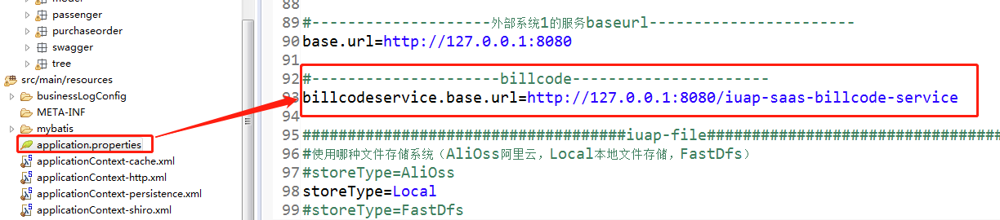 model
passenger
purchaseorder
swagger
tree
src/main/resources
businessLogConfig
META-INF
mybatis
application.properties
applicationContext-cache.xml
applicationContext-http.xml
applicationContext-persistence.xml
applicationContext-shiro.xml
88
89 #--------------------外部系统1的服务baseurl-----------------------
90 base.url=http://127.0.0.1:8080
91
92 #---------------------billcode----------------------
93 billcodeservice.base.url=http://127.0.0.1:8080/iuap-saas-billcode-service
94
95 ####################################iuap-file#################################
96 #使用哪种文件存储系统（AliOss阿里云，Local本地文件存储，FastDfs）
97 #storeType=AliOss
98 storeType=Local
99 #storeType=FastDfs